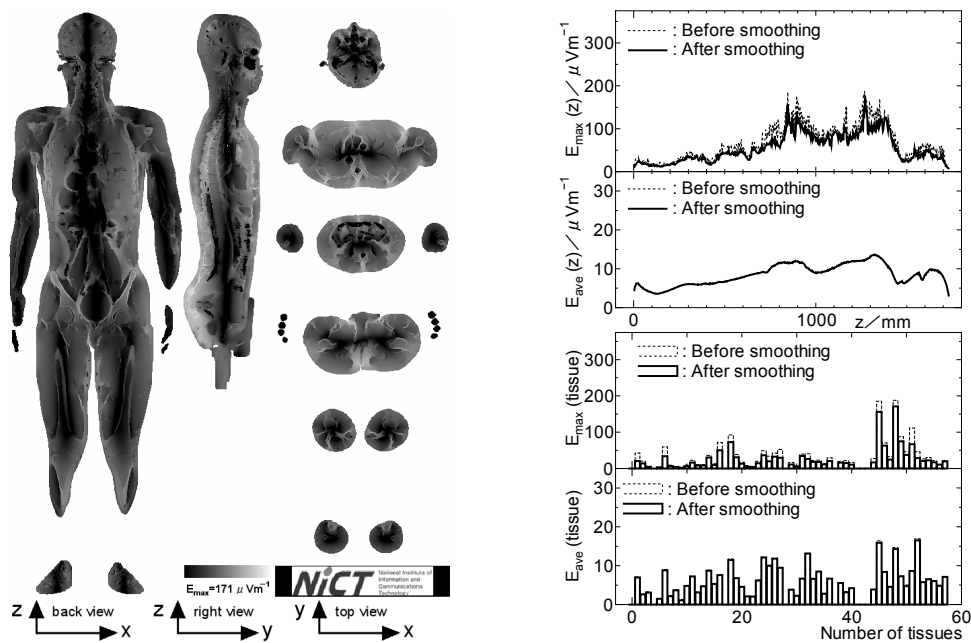 E_max=171 μ Vm⁻¹
NiCT
National Institute of
Information and
Communications
Technology
z back view x
z right view y
y top view x
E_max (z) / μ Vm⁻¹
300
200
100
0
: Before smoothing
: After smoothing
E_ave (z) / μ Vm⁻¹
30
20
10
0
: Before smoothing
: After smoothing
0 1000 z/mm
E_max (tissue)
300
200
100
0
: Before smoothing
: After smoothing
E_ave (tissue)
30
20
10
0
: Before smoothing
: After smoothing
0 20 40 60
Number of tissues